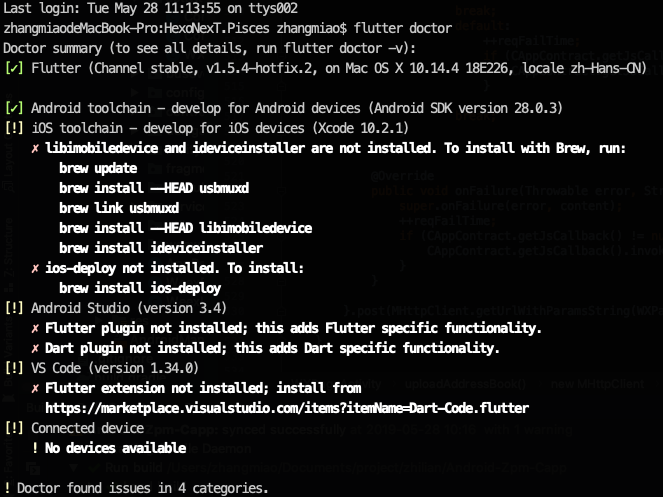 Last login: Tue May 28 11:13:55 on ttys002
zhangmiaodeMacBook-Pro:HexoNexT.Pisces zhangmiao$ flutter doctor
Doctor summary (to see all details, run flutter doctor -v):
[✓] Flutter (Channel stable, v1.5.4-hotfix.2, on Mac OS X 10.14.4 18E226, locale zh-Hans-CN)
[✓] Android toolchain - develop for Android devices (Android SDK version 28.0.3)
[!] iOS toolchain - develop for iOS devices (Xcode 10.2.1)
✗ libimobiledevice and ideviceinstaller are not installed. To install with Brew, run:
brew update
brew install --HEAD usbmuxd
brew link usbmuxd
brew install --HEAD libimobiledevice
brew install ideviceinstaller
✗ ios-deploy not installed. To install:
brew install ios-deploy
[!] Android Studio (version 3.4)
✗ Flutter plugin not installed; this adds Flutter specific functionality.
✗ Dart plugin not installed; this adds Dart specific functionality.
[!] VS Code (version 1.34.0)
✗ Flutter extension not installed; install from
https://marketplace.visualstudio.com/items?itemName=Dart-Code.flutter
[!] Connected device
! No devices available
! Doctor found issues in 4 categories.